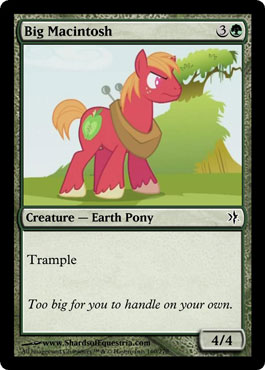 Big Macintosh 3
Creature — Earth Pony
Trample
Too big for you to handle on your own.
www.ShardsofEquestria.com
4/4